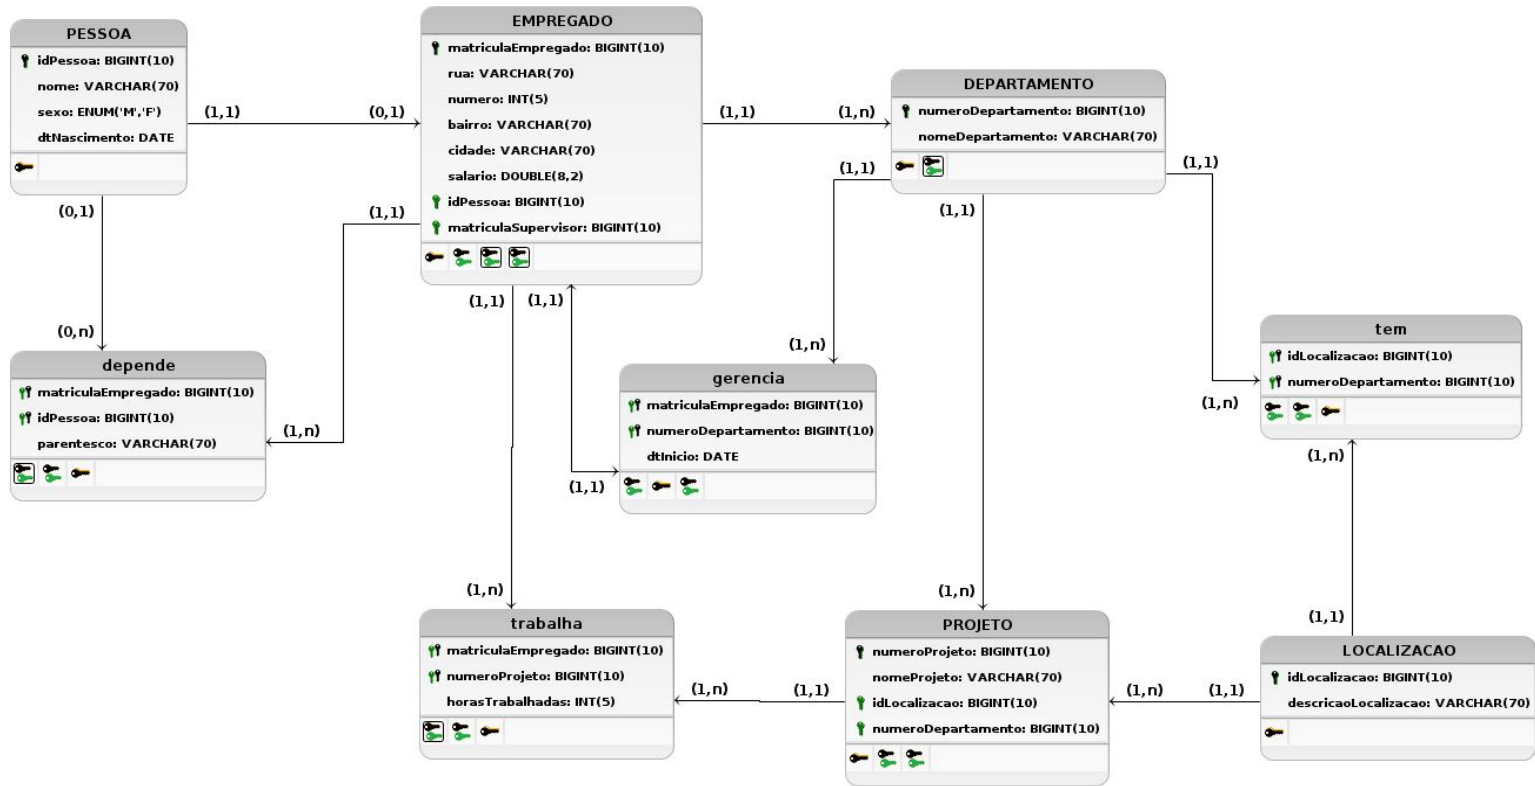 PESSOA
idPessoa: BIGINT(10)
nome: VARCHAR(70)
sexo: ENUM('M','F')
dtNascimento: DATE
(1,1)
(0,1)
EMPREGADO
matriculaEmpregado: BIGINT(10)
rua: VARCHAR(70)
numero: INT(5)
bairro: VARCHAR(70)
cidade: VARCHAR(70)
salario: DOUBLE(8,2)
idPessoa: BIGINT(10)
matriculaSupervisor: BIGINT(10)
(1,1)
(1,n)
DEPARTAMENTO
numeroDepartamento: BIGINT(10)
nomeDepartamento: VARCHAR(70)
(1,1)
(1,1)
(1,1)
(0,1)
(1,1)
(0,n)
(1,n)
depende
matriculaEmpregado: BIGINT(10)
idPessoa: BIGINT(10)
parentesco: VARCHAR(70)
(1,1)
(1,1)
(1,n)
(1,1)
gerencia
matriculaEmpregado: BIGINT(10)
numeroDepartamento: BIGINT(10)
dtInicio: DATE
tem
idLocalizacao: BIGINT(10)
numeroDepartamento: BIGINT(10)
(1,n)
(1,n)
(1,n)
trabalha
matriculaEmpregado: BIGINT(10)
numeroProjeto: BIGINT(10)
horasTrabalhadas: INT(5)
(1,n)
(1,1)
(1,n)
PROJETO
numeroProjeto: BIGINT(10)
nomeProjeto: VARCHAR(70)
idLocalizacao: BIGINT(10)
numeroDepartamento: BIGINT(10)
(1,n)
(1,1)
(1,1)
LOCALIZACAO
idLocalizacao: BIGINT(10)
descricaoLocalizacao: VARCHAR(70)